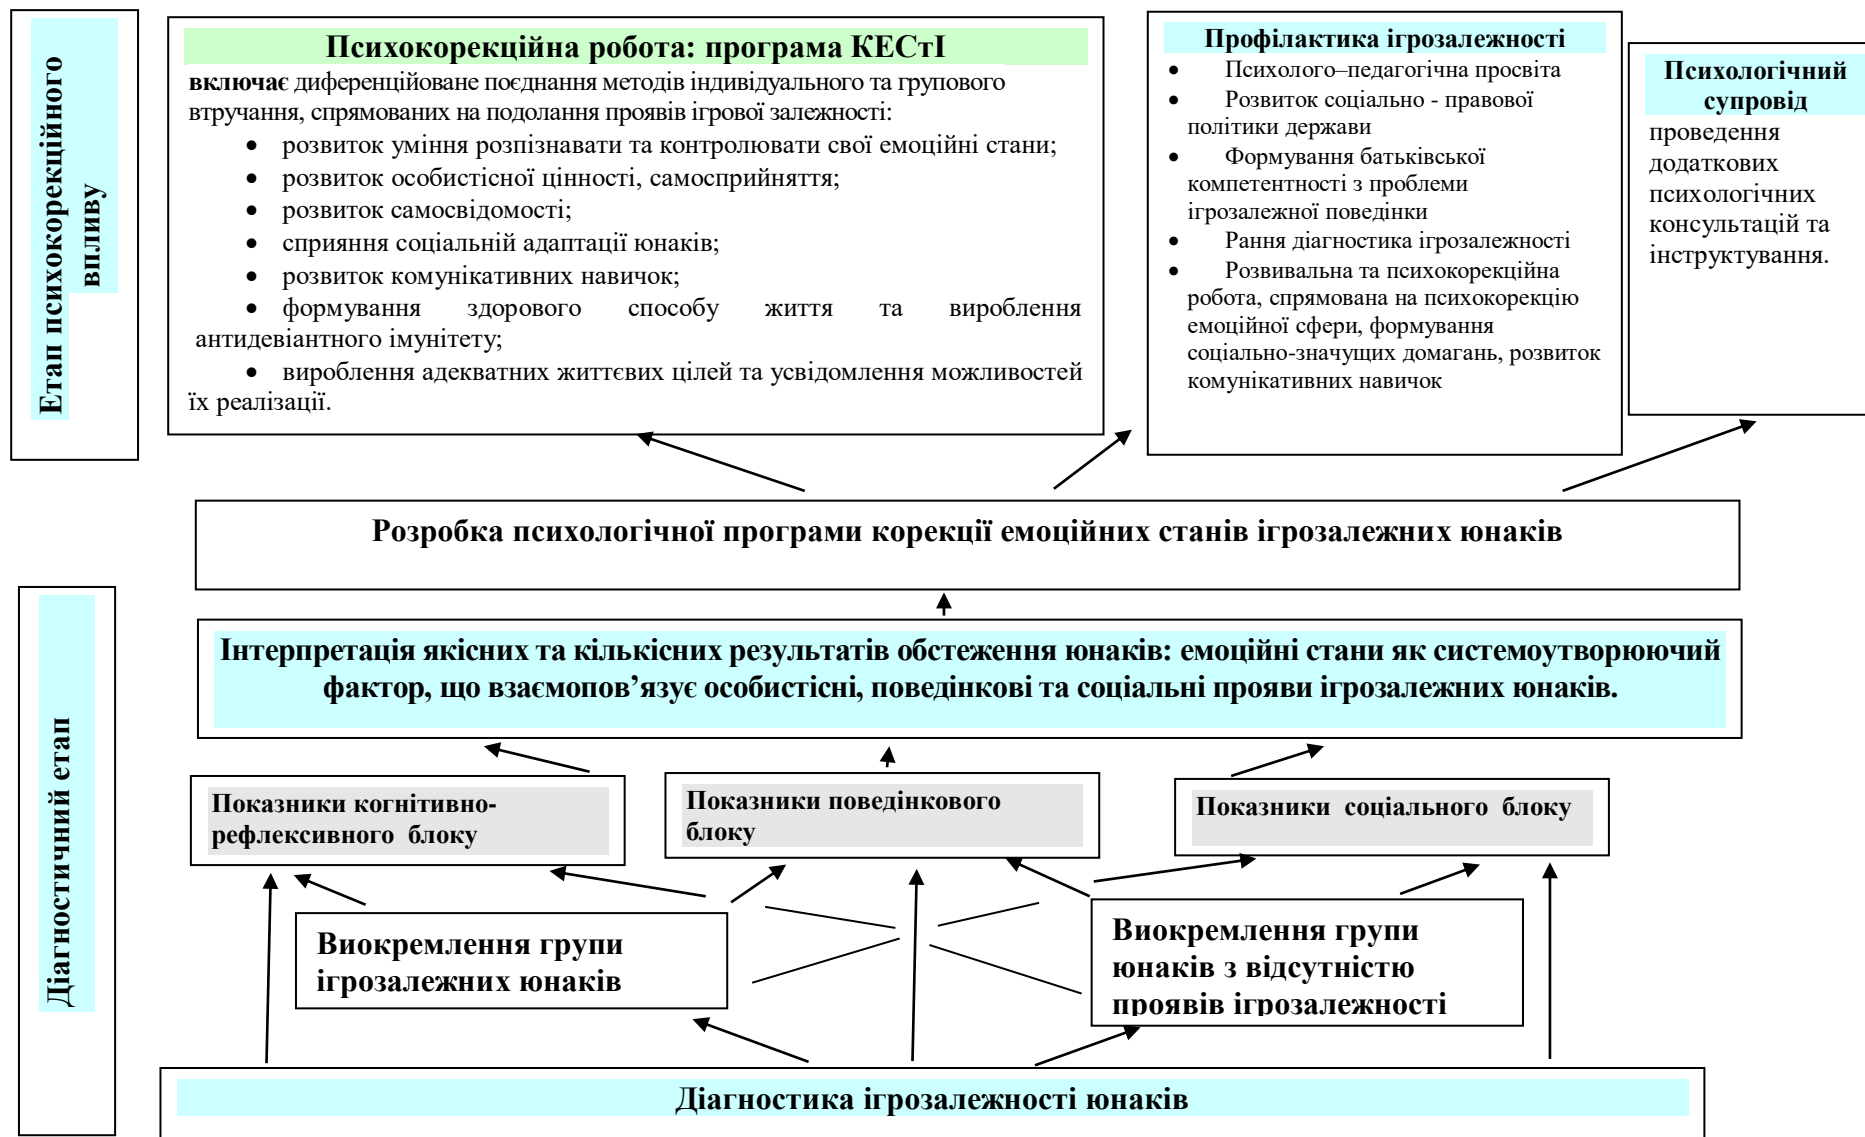 Етап психокорекційного
впливу
Психокорекційна робота: програма КЕСтІ
включає диференційоване поєднання методів індивідуального та групового
втручання, спрямованих на подолання проявів ігрової залежності:
• розвиток уміння розпізнавати та контролювати свої емоційні стани;
• розвиток особистісної цінності, самосприйняття;
• розвиток самосвідомості;
• сприяння соціальній адаптації юнаків;
• розвиток комунікативних навичок;
• формування здорового способу життя та вироблення
антидевіантного імунітету;
• вироблення адекватних життєвих цілей та усвідомлення можливостей
їх реалізації.
Профілактика ігрозалежності
• Психолого–педагогічна просвіта
• Розвиток соціально - правової
політики держави
• Формування батьківської
компетентності з проблеми
ігрозалежної поведінки
• Рання діагностика ігрозалежності
• Розвивальна та психокорекційна
робота, спрямована на психокорекцію
емоційної сфери, формування
соціально-значущих домагань, розвиток
комунікативних навичок
Психологічний
супровід
проведення
додаткових
психологічних
консультацій та
інструктування.
Розробка психологічної програми корекції емоційних станів ігрозалежних юнаків
Діагностичний етап
Інтерпретація якісних та кількісних результатів обстеження юнаків: емоційні стани як системоутворюючий
фактор, що взаємопов’язує особистісні, поведінкові та соціальні прояви ігрозалежних юнаків.
Показники когнітивно-
рефлексивного блоку
Показники поведінкового
блоку
Показники соціального блоку
Виокремлення групи
ігрозалежних юнаків
Виокремлення групи
юнаків з відсутністю
проявів ігрозалежності
Діагностика ігрозалежності юнаків